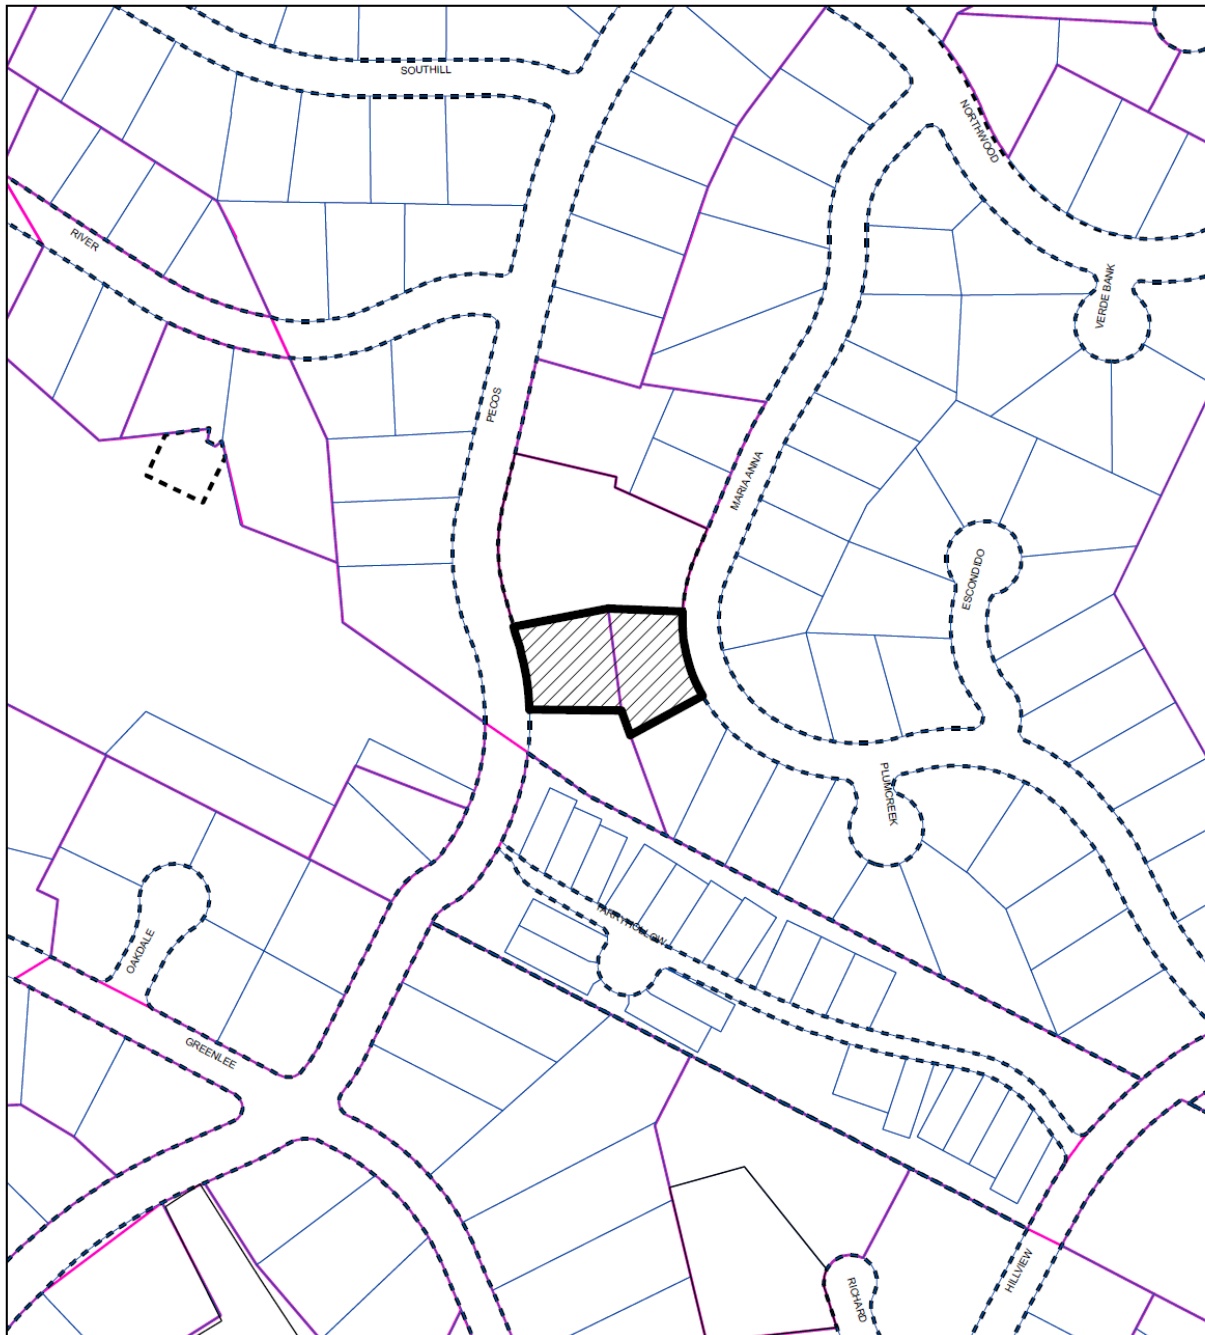 SOUTHILL
NORTHWOOD
RIVER
VERDE BANK
PECOS
MARIA ANNA
ESCONDIDO
PLUMCREEK
TARRYHOLLOW
OAKDALE
GREENLEE
HILLVIEW
RICHARD